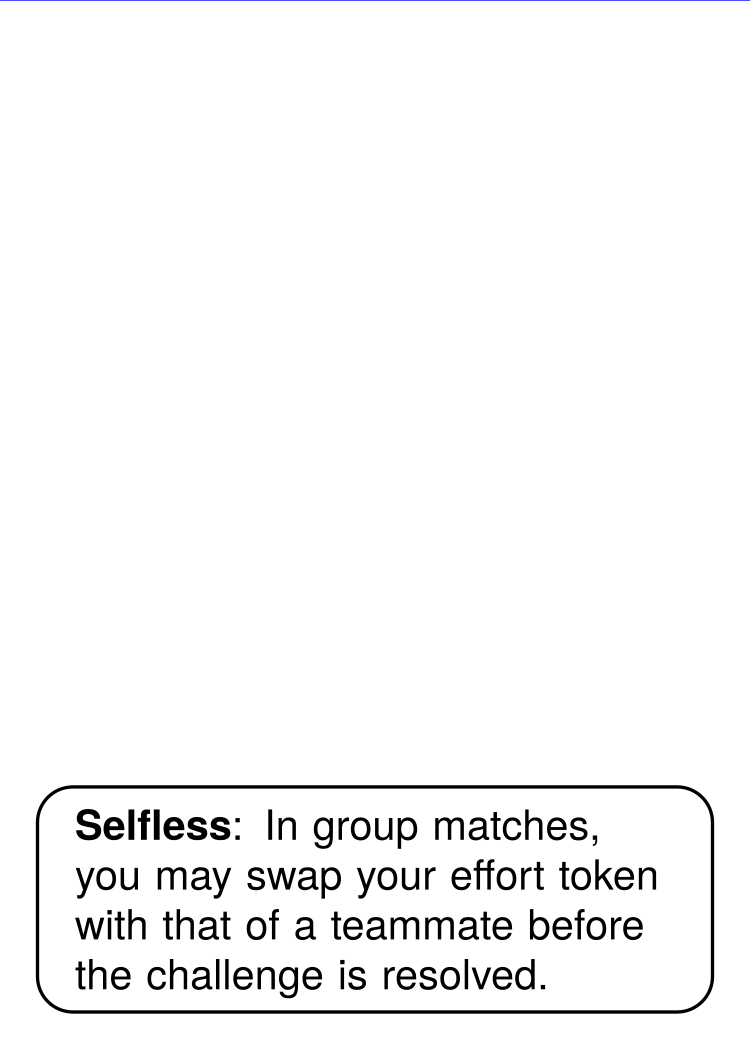 Selfless: In group matches,
you may swap your effort token
with that of a teammate before
the challenge is resolved.